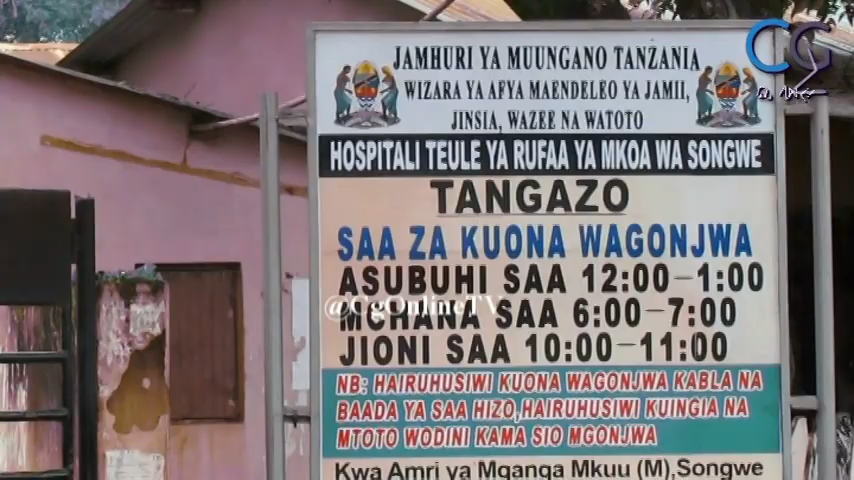 CG
JAMHURI YA MUUNGANO TANZANIA
WIZARA YA AFYA MAENDELEO YA JAMII,
JINSIA, WAZEE NA WATOTO
HOSPITALI TEULE YA RUFAA YA MKOA WA SONGWE
TANGAZO
SAA ZA KUONA WAGONJWA
ASUBUHI SAA 12:00-1:00
@CgOnlineTV
MCHANA SAA 6:00-7:00
JIONI SAA 10:00-11:00
NB: HAIRUHUSIWI KUONA WAGONJWA KABLA NA
BAADA YA SAA HIZO,HAIRUHUSIWI KUINGIA NA
MTOTO WODINI KAMA SIO MGONJWA
Kwa Amri ya Mganga Mkuu (M),Songwe